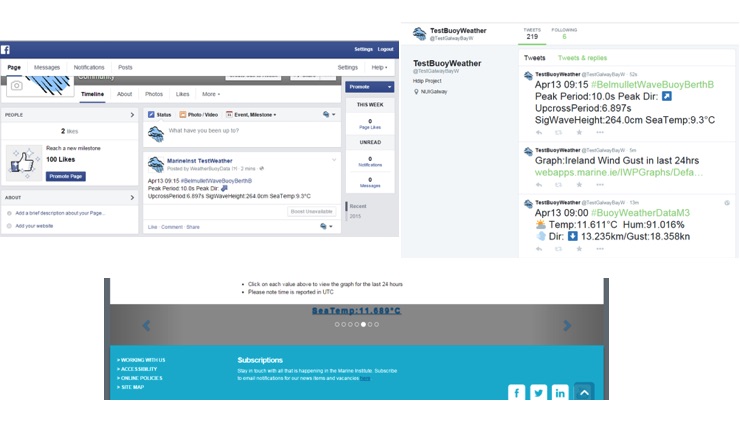 Settings Logout
Page Messages Notifications Posts
Settings Help
Community
Timeline About Photos Likes More
PEOPLE
2 likes
Reach a new milestone
100 Likes
Promote Page
ABOUT
Add a brief description about your Page...
Add your website
Status Photo / Video Event, Milestone +
What have you been up to?
MarineInst TestWeather
Posted by WeatherBuoyData · 2 mins
Apr13 09:15 #BelmulletWaveBuoyBerthB
Peak Period:10.0s Peak Dir:
UpcrossPeriod:6.897s SigWaveHeight:264.0cm SeaTemp:9.3°C
Boost Unavailable
Like · Comment · Share
Promote
THIS WEEK
0
Page Likes
UNREAD
0
Notifications
0
Messages
Recent
2015
TestBuoyWeather
@TestGalwayBayW
TWEETS
219
FOLLOWING
TestBuoyWeather
@TestGalwayBayW
Help Project
NUIGalway
Tweets Tweets & replies
TestBuoyWeather @TestGalwayBayW · 52s
Apr13 09:15 #BelmulletWaveBuoyBerthB
Peak Period:10.0s Peak Dir:
UpcrossPeriod:6.897s
SigWaveHeight:264.0cm SeaTemp:9.3°C
TestBuoyWeather @TestGalwayBayW · 5m
Graph:Ireland Wind Gust in last 24hrs
webapps.marine.ie/IWPGraphs/Defa...
TestBuoyWeather @TestGalwayBayW · 13m
Apr13 09:00 #BuoyWeatherDataM3
Temp:11.611°C Hum:91.016%
Dir: 13.235km/Gust:18.358kn
Click on each value above to view the graph for the last 24 hours
Please note time is reported in UTC
SeaTemp:11.689°C
» WORKING WITH US
» ACCESSIBILITY
» ONLINE POLICIES
» SITE MAP
Subscriptions
Stay in touch with all that is happening in the Marine Institute. Subscribe
to email notifications for our news items and vacancies here